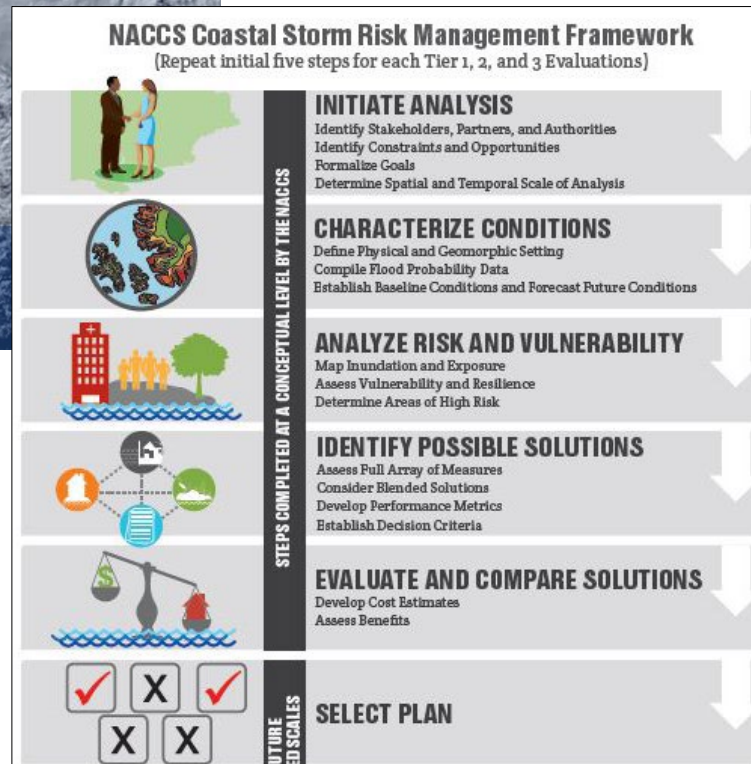 NACCS Coastal Storm Risk Management Framework
(Repeat initial five steps for each Tier 1, 2, and 3 Evaluations)
STEPS COMPLETED AT A CONCEPTUAL LEVEL BY THE NACCS
INITIATE ANALYSIS
Identify Stakeholders, Partners, and Authorities
Identify Constraints and Opportunities
Formalize Goals
Determine Spatial and Temporal Scale of Analysis
CHARACTERIZE CONDITIONS
Define Physical and Geomorphic Setting
Compile Flood Probability Data
Establish Baseline Conditions and Forecast Future Conditions
ANALYZE RISK AND VULNERABILITY
Map Inundation and Exposure
Assess Vulnerability and Resilience
Determine Areas of High Risk
IDENTIFY POSSIBLE SOLUTIONS
Assess Full Array of Measures
Consider Blended Solutions
Develop Performance Metrics
Establish Decision Criteria
$
EVALUATE AND COMPARE SOLUTIONS
Develop Cost Estimates
Assess Benefits
X
X X
SELECT PLAN
SCALES